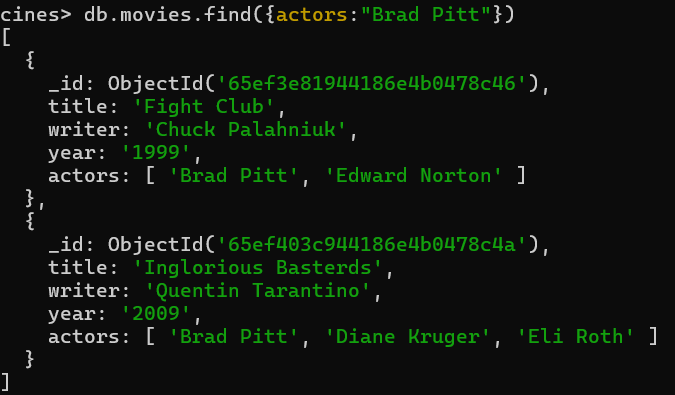 cines> db.movies.find({actors:"Brad Pitt"})
[
  {
    _id: ObjectId('65ef3e81944186e4b0478c46'),
    title: 'Fight Club',
    writer: 'Chuck Palahniuk',
    year: '1999',
    actors: [ 'Brad Pitt', 'Edward Norton' ]
  },
  {
    _id: ObjectId('65ef403c944186e4b0478c4a'),
    title: 'Inglorious Basterds',
    writer: 'Quentin Tarantino',
    year: '2009',
    actors: [ 'Brad Pitt', 'Diane Kruger', 'Eli Roth' ]
  }
]